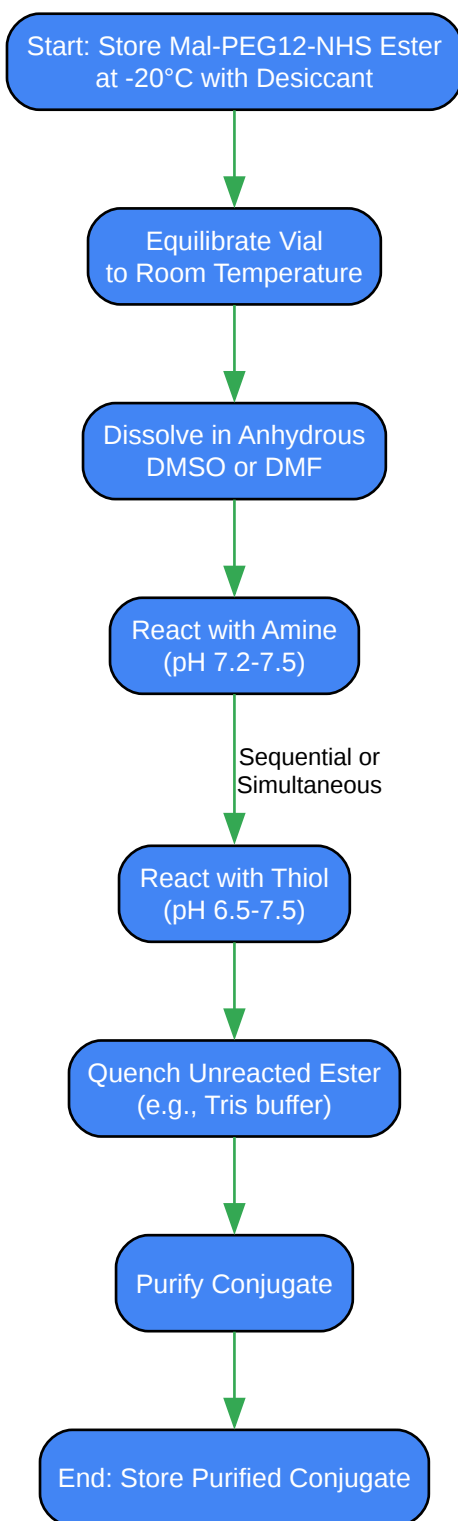 Start: Store Mal-PEG12-NHS Ester
at -20°C with Desiccant
Equilibrate Vial
to Room Temperature
Dissolve in Anhydrous
DMSO or DMF
React with Amine
(pH 7.2-7.5)
Sequential or
Simultaneous
React with Thiol
(pH 6.5-7.5)
Quench Unreacted Ester
(e.g., Tris buffer)
Purify Conjugate
End: Store Purified Conjugate